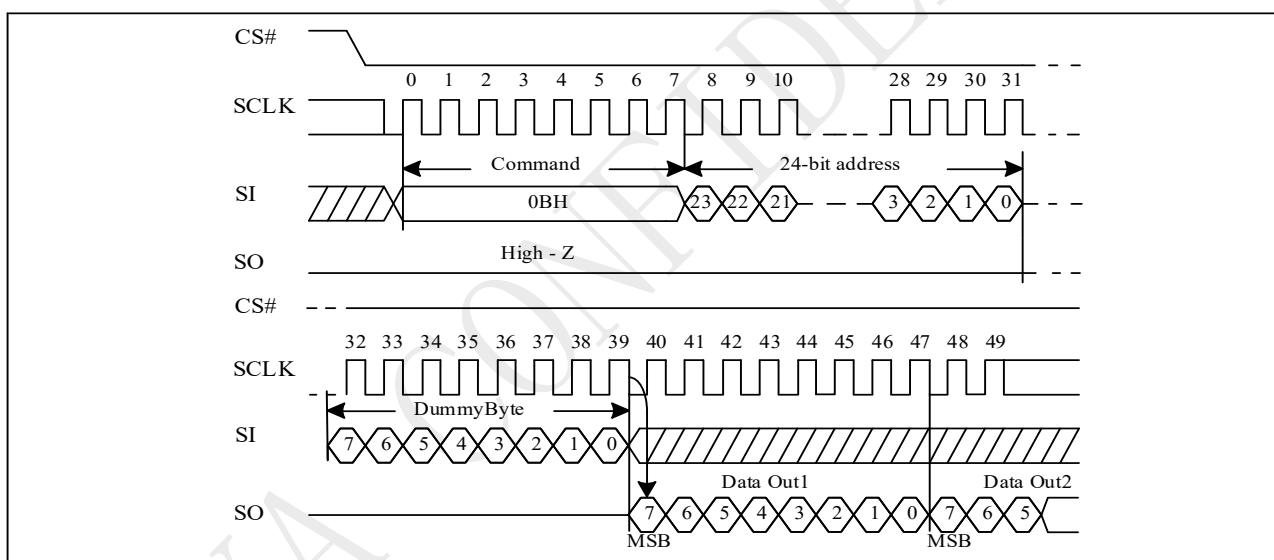 CS#
0 1 2 3 4 5 6 7 8 9 10 28 29 30 31
SCLK
Command 24-bit address
SI 0BH 23 22 21 3 2 1 0
High - Z
SO
CS#
32 33 34 35 36 37 38 39 40 41 42 43 44 45 46 47 48 49
SCLK
DummyByte
SI 7 6 5 4 3 2 1 0
Data Out1 Data Out2
SO 7 6 5 4 3 2 1 0 7 6 5
MSB MSB